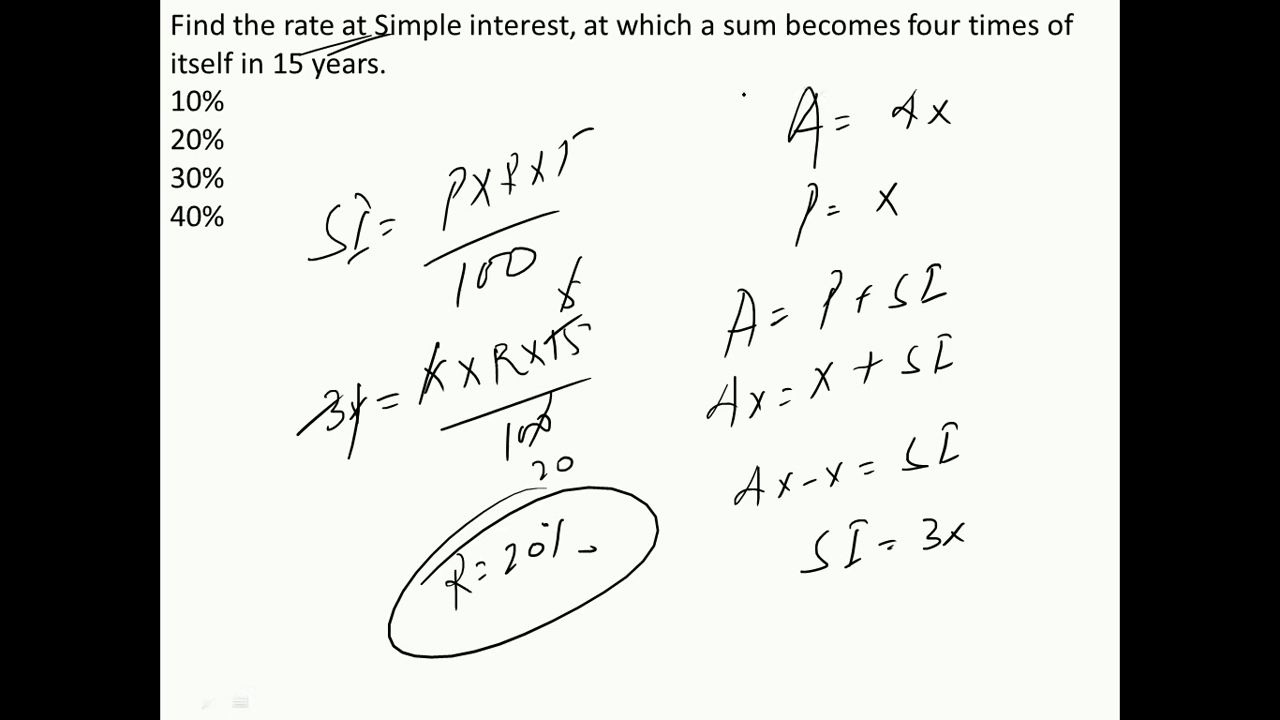 Find the rate at Simple interest, at which a sum becomes four times of
itself in 15 years.
10%
20%
30%
40%
SI = P x R x 15
100
3x = x x R x 15
100
20
R = 20%
A = 4x
P = x
A = P + SI
4x = x + SI
4x - x = SI
SI = 3x